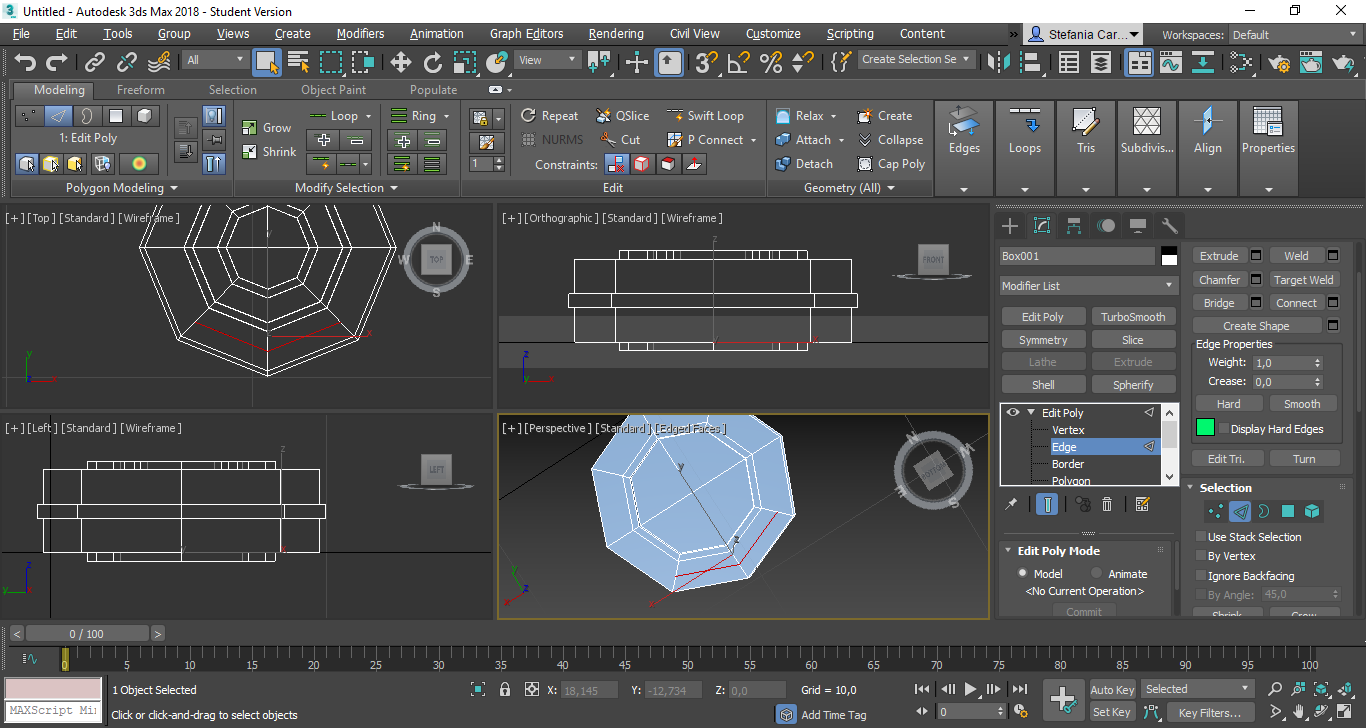 Untitled - Autodesk 3ds Max 2018 - Student Version
File Edit Tools Group Views Create Modifiers Animation Graph Editors Rendering Civil View Customize Scripting Content » Stefania Car... Workspaces: Default
All View Create Selection Se
Modeling Freeform Selection Object Paint Populate
1: Edit Poly
Polygon Modeling
Grow
Shrink
Loop
Ring
Modify Selection
1
Repeat QSlice Swift Loop
NURMS Cut P Connect
Constraints:
Edit
Relax Create
Attach Collapse
Detach Cap Poly
Geometry (All)
Edges Loops Tris Subdivis... Align Properties
[+] [Top] [Standard] [Wireframe]
N
W TOP E
S
y
x
[+] [Orthographic] [Standard] [Wireframe]
FRONT
z
x
[+] [Left] [Standard] [Wireframe]
LEFT
z
y
[+] [Perspective] [Standard] [Edged Faces]
N
W
E
S
y
z
x
Box001
Modifier List
Edit Poly TurboSmooth
Symmetry Slice
Lathe Extrude
Shell Spherify
Edit Poly
Vertex
Edge
Border
Polygon
Edit Poly Mode
Model Animate
<No Current Operation>
Commit
Extrude Weld
Chamfer Target Weld
Bridge Connect
Create Shape
Edge Properties
Weight: 1,0
Crease: 0,0
Hard Smooth
Display Hard Edges
Edit Tri. Turn
Selection
Use Stack Selection
By Vertex
Ignore Backfacing
By Angle: 45,0
Shrink Grow
< 0 / 100 >
0 5 10 15 20 25 30 35 40 45 50 55 60 65 70 75 80 85 90 95 100
1 Object Selected X: 18,145 Y: -12,734 Z: 0,0 Grid = 10,0 Auto Key Selected
MAXScript Mi
Click or click-and-drag to select objects Add Time Tag 0 Set Key Key Filters...